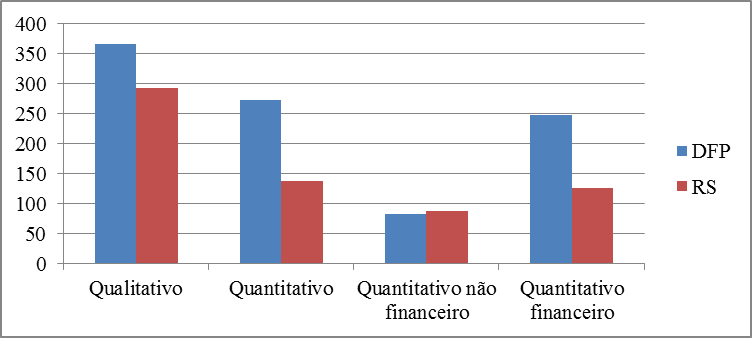 400
350
300
250
200
150
100
50
0
Qualitativo
Quantitativo
Quantitativo não
financeiro
Quantitativo
financeiro
DFP
RS